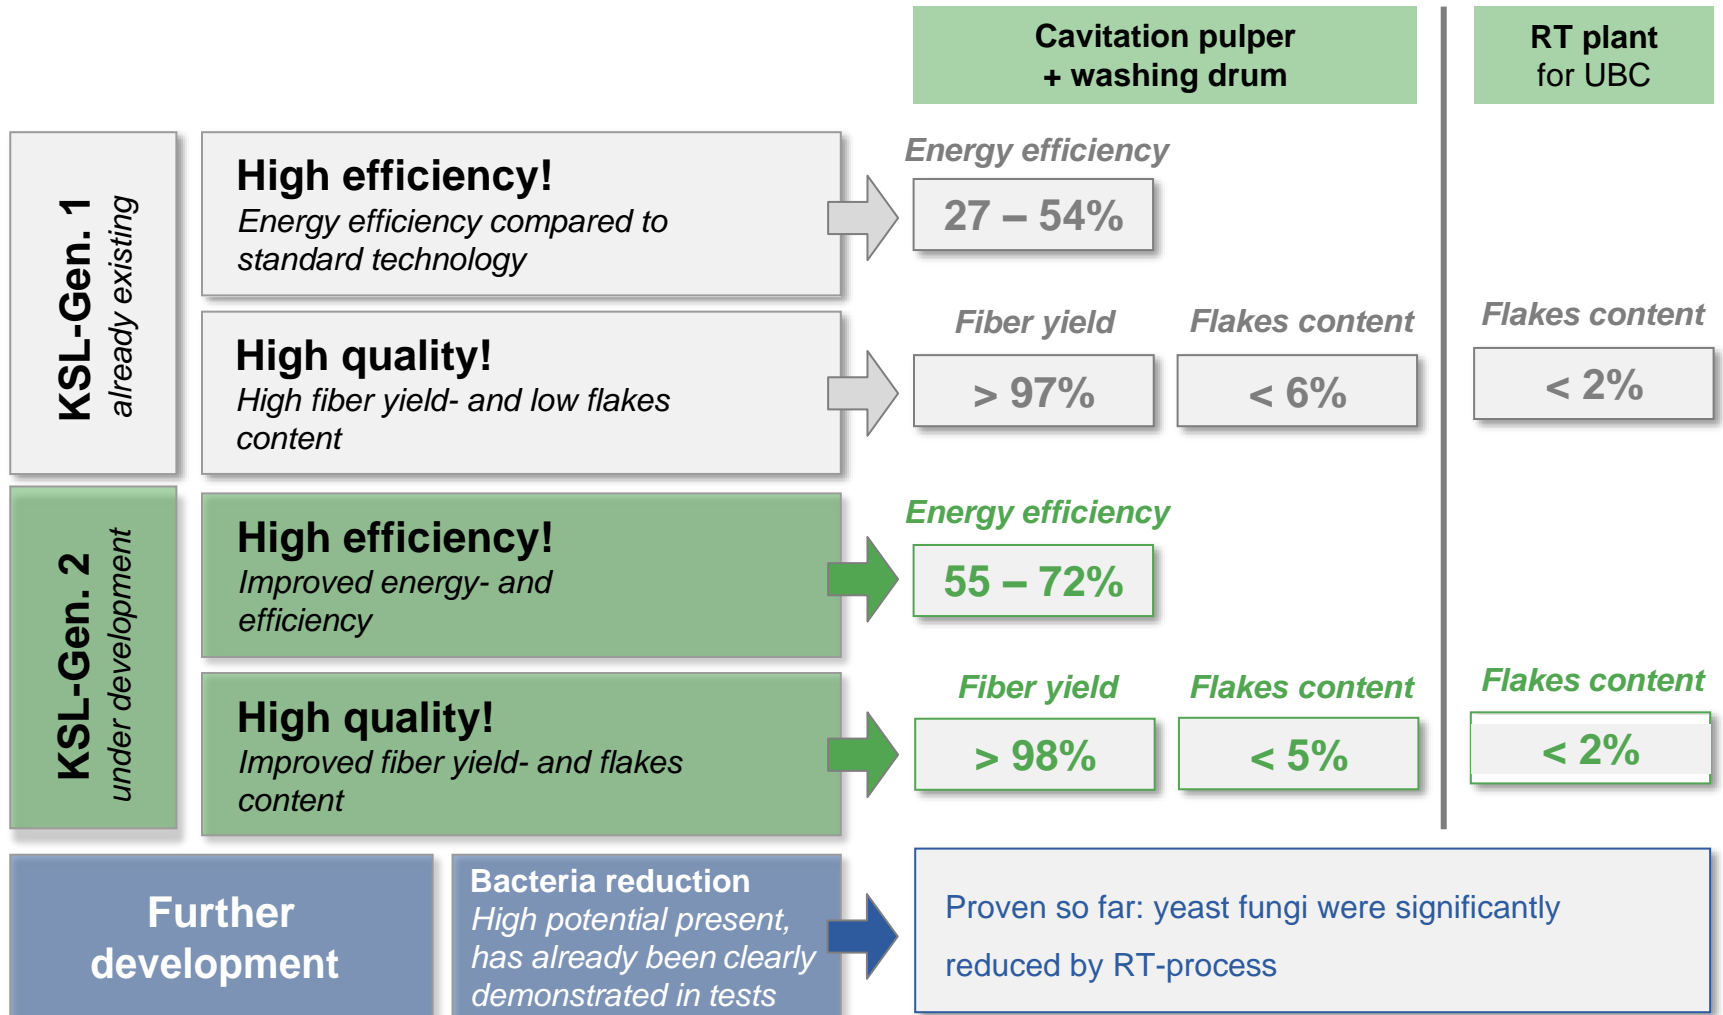 Cavitation pulper
+ washing drum
RT plant
for UBC
KSL-Gen. 1
already existing
High efficiency!
Energy efficiency compared to
standard technology
Energy efficiency
27 – 54%
High quality!
High fiber yield- and low flakes
content
Fiber yield
> 97%
Flakes content
< 6%
Flakes content
< 2%
KSL-Gen. 2
under development
High efficiency!
Improved energy- and
efficiency
Energy efficiency
55 – 72%
High quality!
Improved fiber yield- and flakes
content
Fiber yield
> 98%
Flakes content
< 5%
Flakes content
< 2%
Further
development
Bacteria reduction
High potential present,
has already been clearly
demonstrated in tests
Proven so far: yeast fungi were significantly
reduced by RT-process